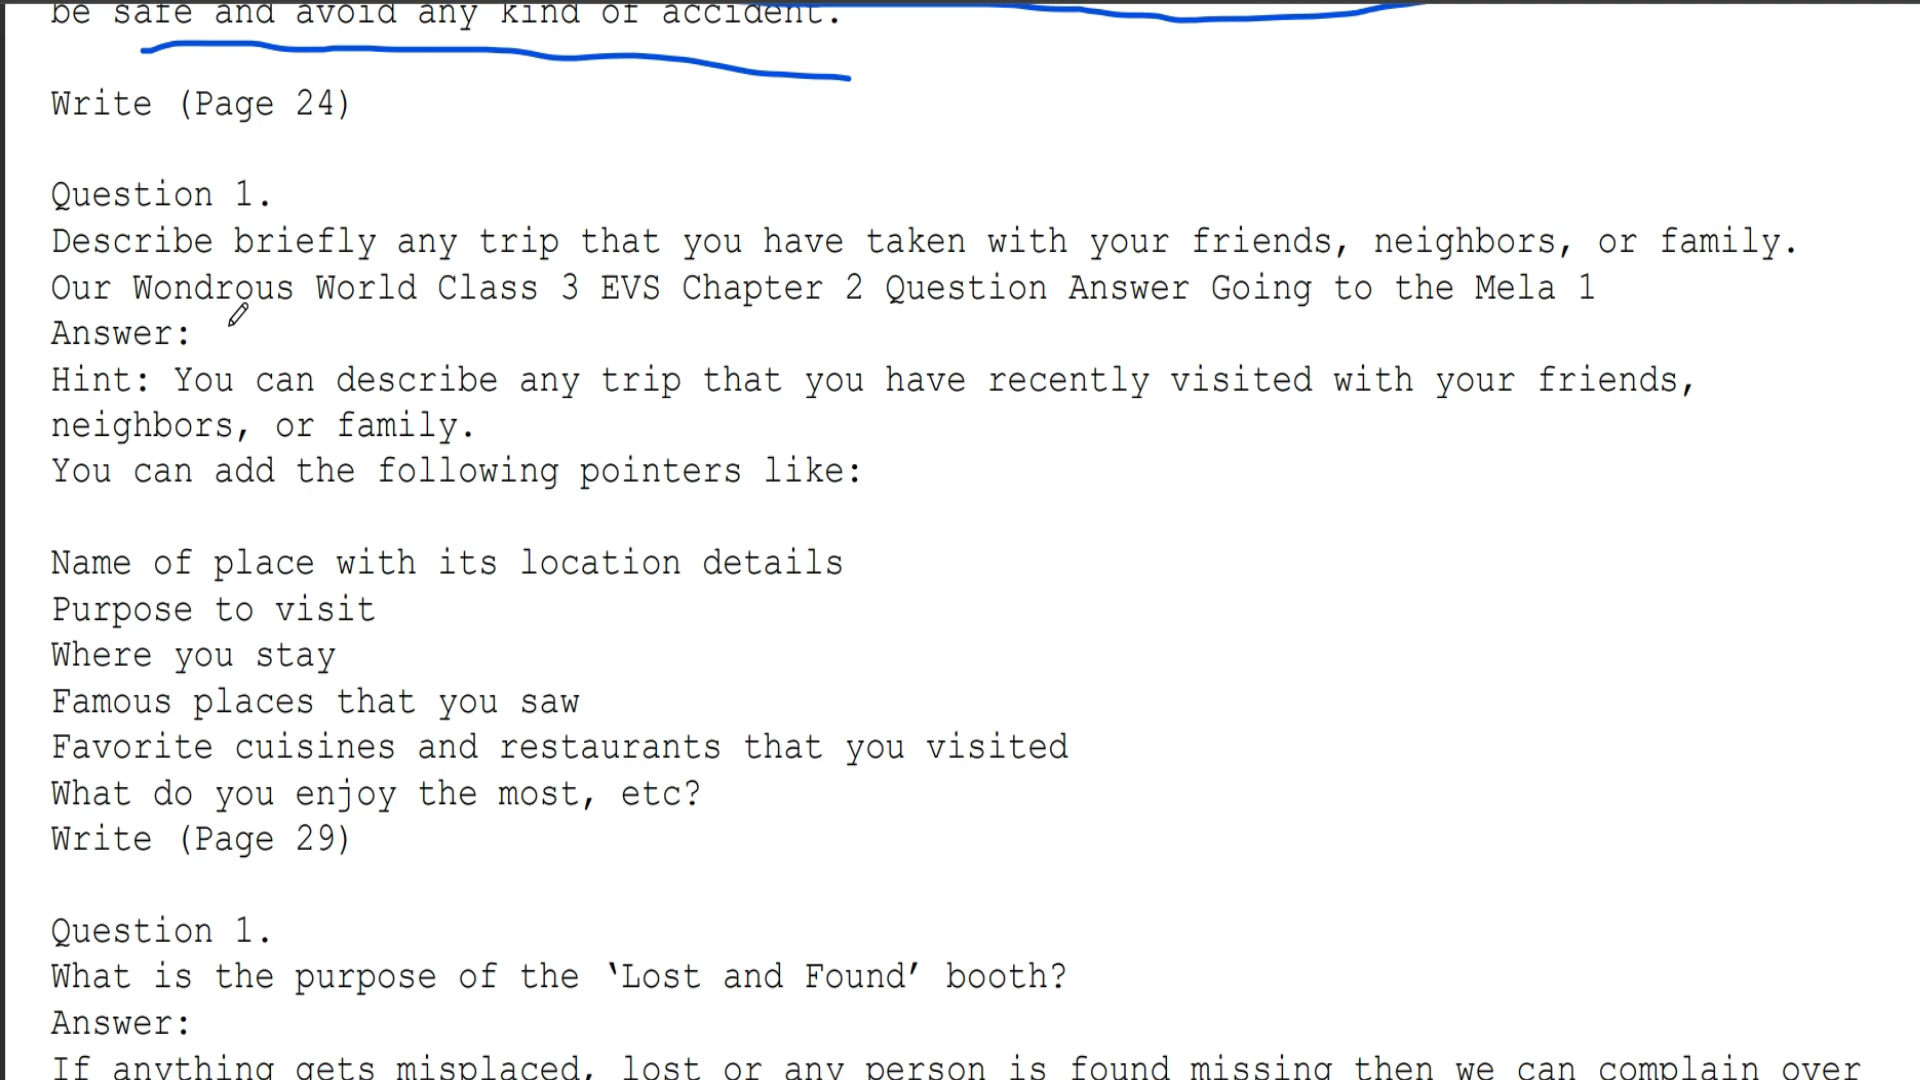 be safe and avoid any kind of accident.
Write (Page 24)
Question 1.
Describe briefly any trip that you have taken with your friends, neighbors, or family.
Our Wondrous World Class 3 EVS Chapter 2 Question Answer Going to the Mela 1
Answer:
Hint: You can describe any trip that you have recently visited with your friends,
neighbors, or family.
You can add the following pointers like:
Name of place with its location details
Purpose to visit
Where you stay
Famous places that you saw
Favorite cuisines and restaurants that you visited
What do you enjoy the most, etc?
Write (Page 29)
Question 1.
What is the purpose of the ‘Lost and Found’ booth?
Answer:
If anything gets misplaced, lost or any person is found missing then we can complain over